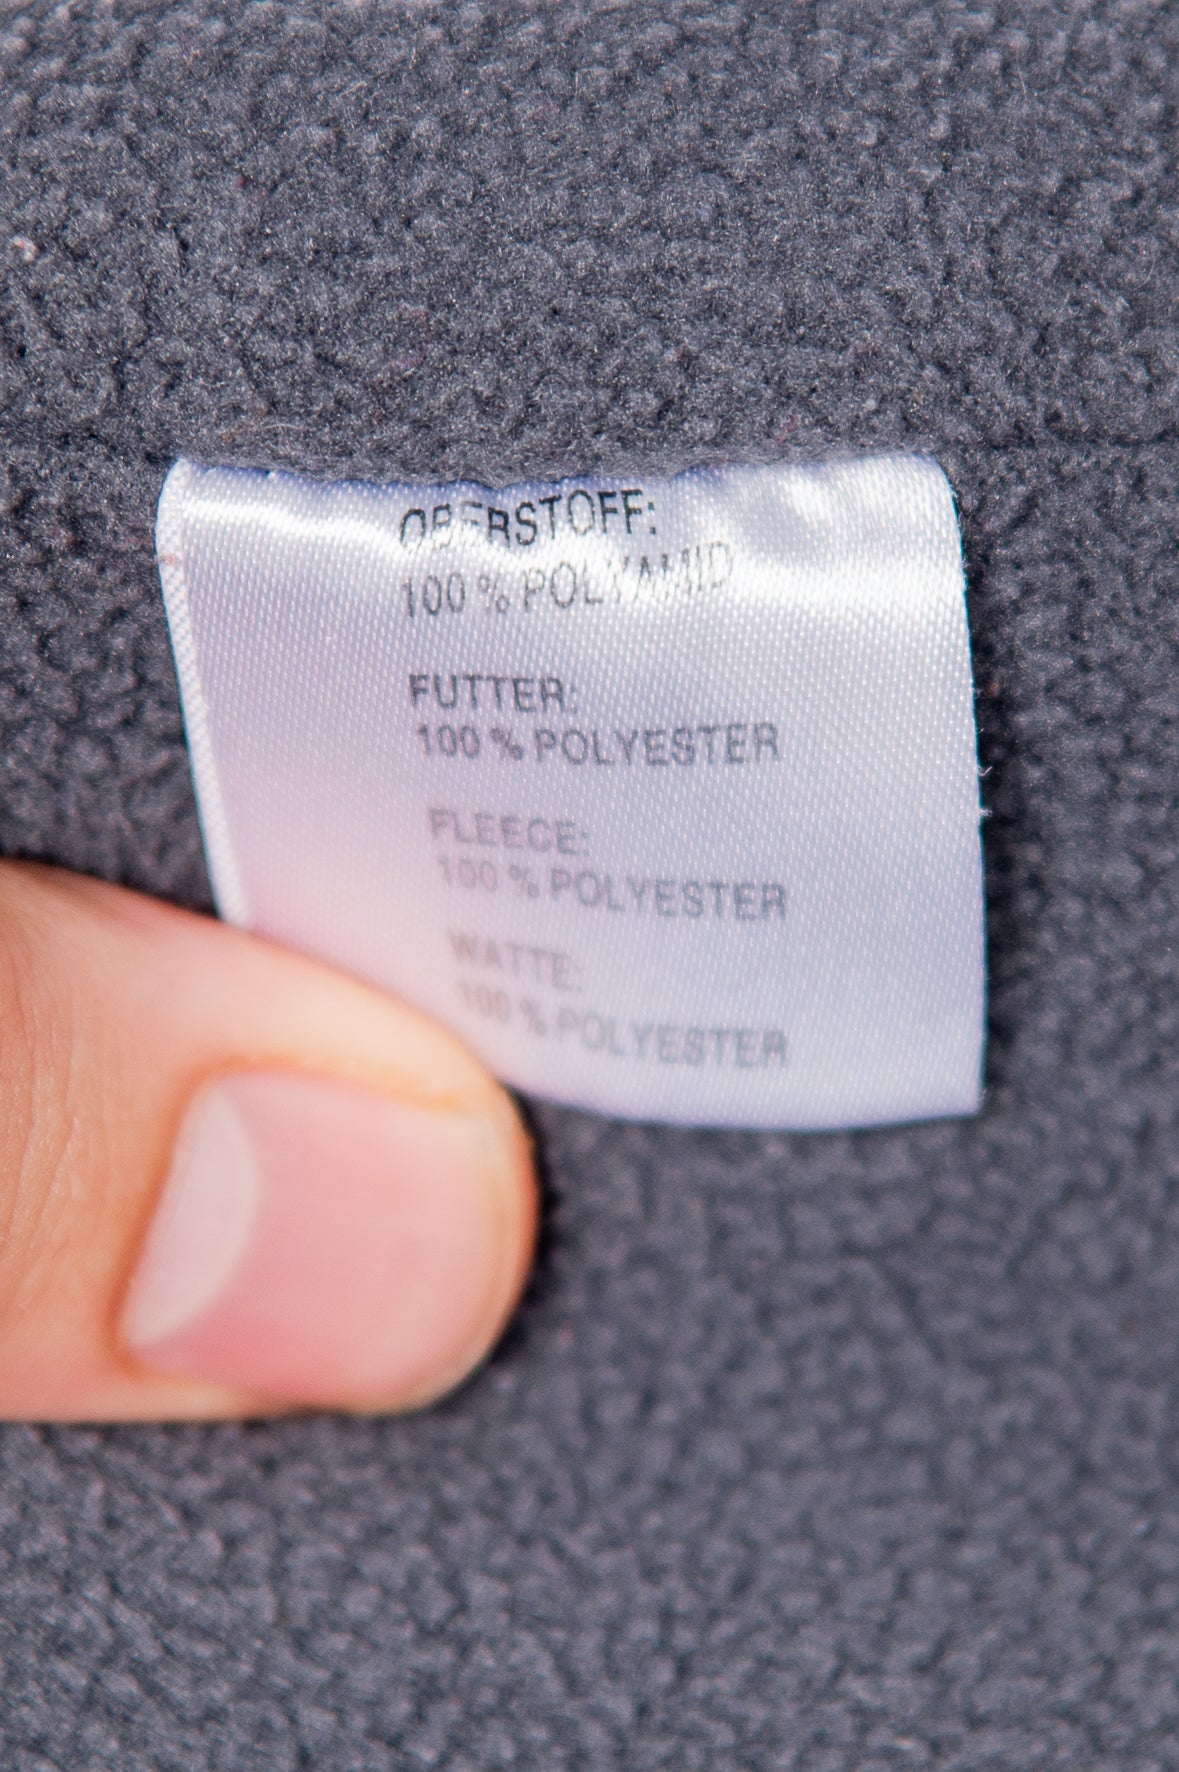 OBERSTOFF:
100 % POLYAMID
FUTTER:
100 % POLYESTER
FLEECE:
100 % POLYESTER
WATTE:
100 % POLYESTER